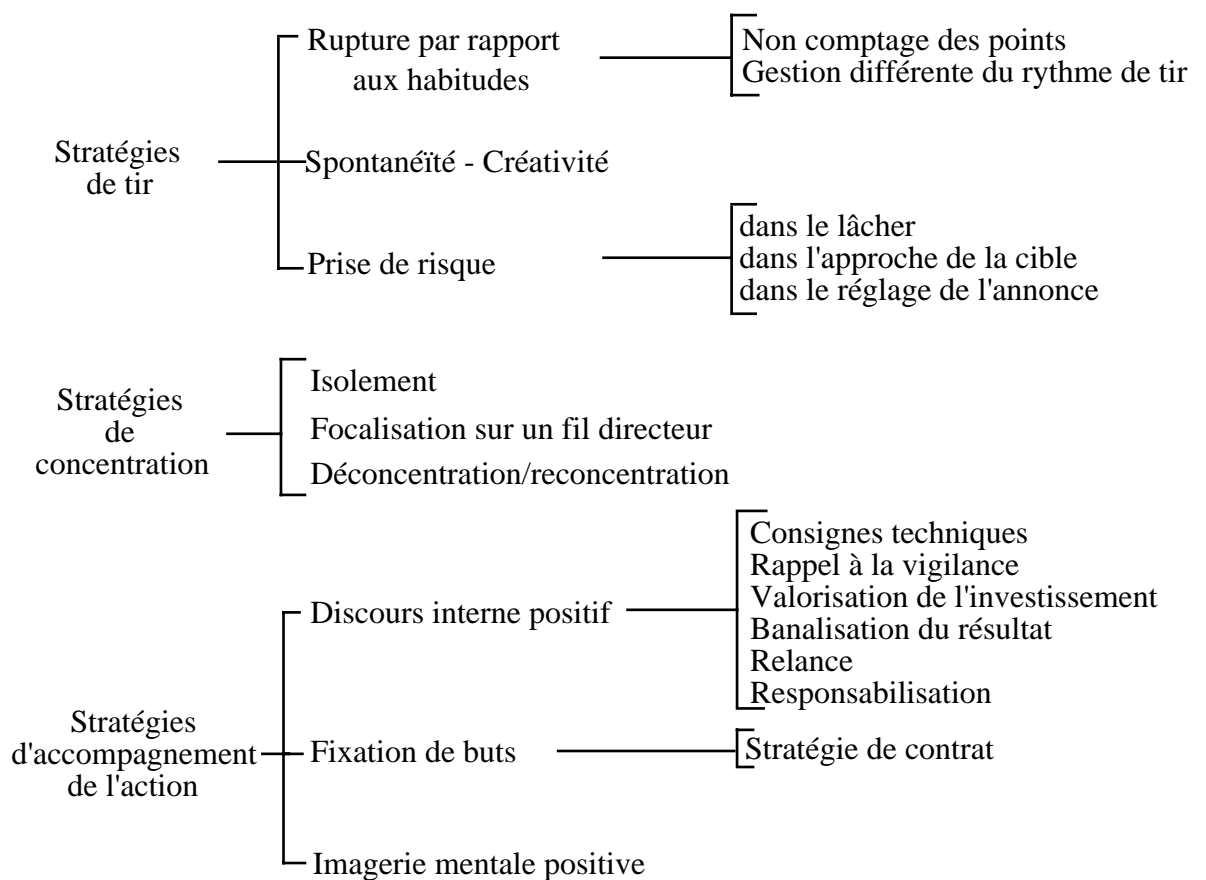 Stratégies
de tir
Rupture par rapport
aux habitudes
Non comptage des points
Gestion différente du rythme de tir
Spontanéïté - Créativité
Prise de risque
dans le lâcher
dans l'approche de la cible
dans le réglage de l'annonce
Stratégies
de
concentration
Isolement
Focalisation sur un fil directeur
Déconcentration/reconcentration
Stratégies
d'accompagnement
de l'action
Discours interne positif
Consignes techniques
Rappel à la vigilance
Valorisation de l'investissement
Banalisation du résultat
Relance
Responsabilisation
Fixation de buts
Stratégie de contrat
Imagerie mentale positive